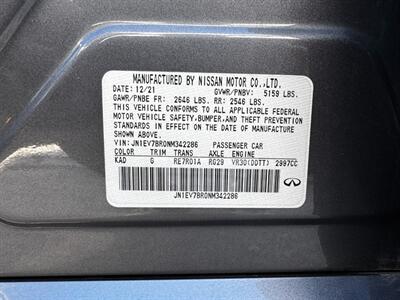 MANUFACTURED BY NISSAN MOTOR CO.,LTD.
DATE: 12/21 GVWR/PNBV: 5159 LBS.
GAWR/PNBE FR: 2646 LBS. RR: 2546 LBS.
THIS VEHICLE CONFORMS TO ALL APPLICABLE FEDERAL
MOTOR VEHICLE SAFETY,BUMPER,AND THEFT PREVENTION
STANDARDS IN EFFECT ON THE DATE OF MANUFACTURE
SHOWN ABOVE.
VIN: JN1EV7BR0NM342286 PASSENGER CAR
COLOR TRIM TRANS AXLE ENGINE
KAD G RE7R01A RG29 VR30(DDTT) 2997CC
JN1EV7BR0NM342286